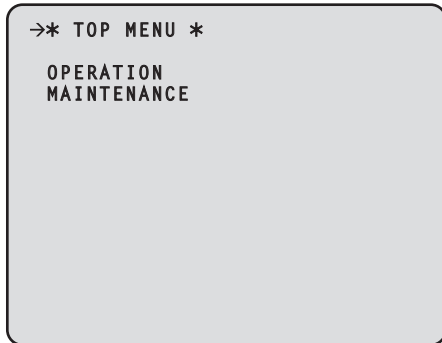 →* TOP MENU *
OPERATION
MAINTENANCE